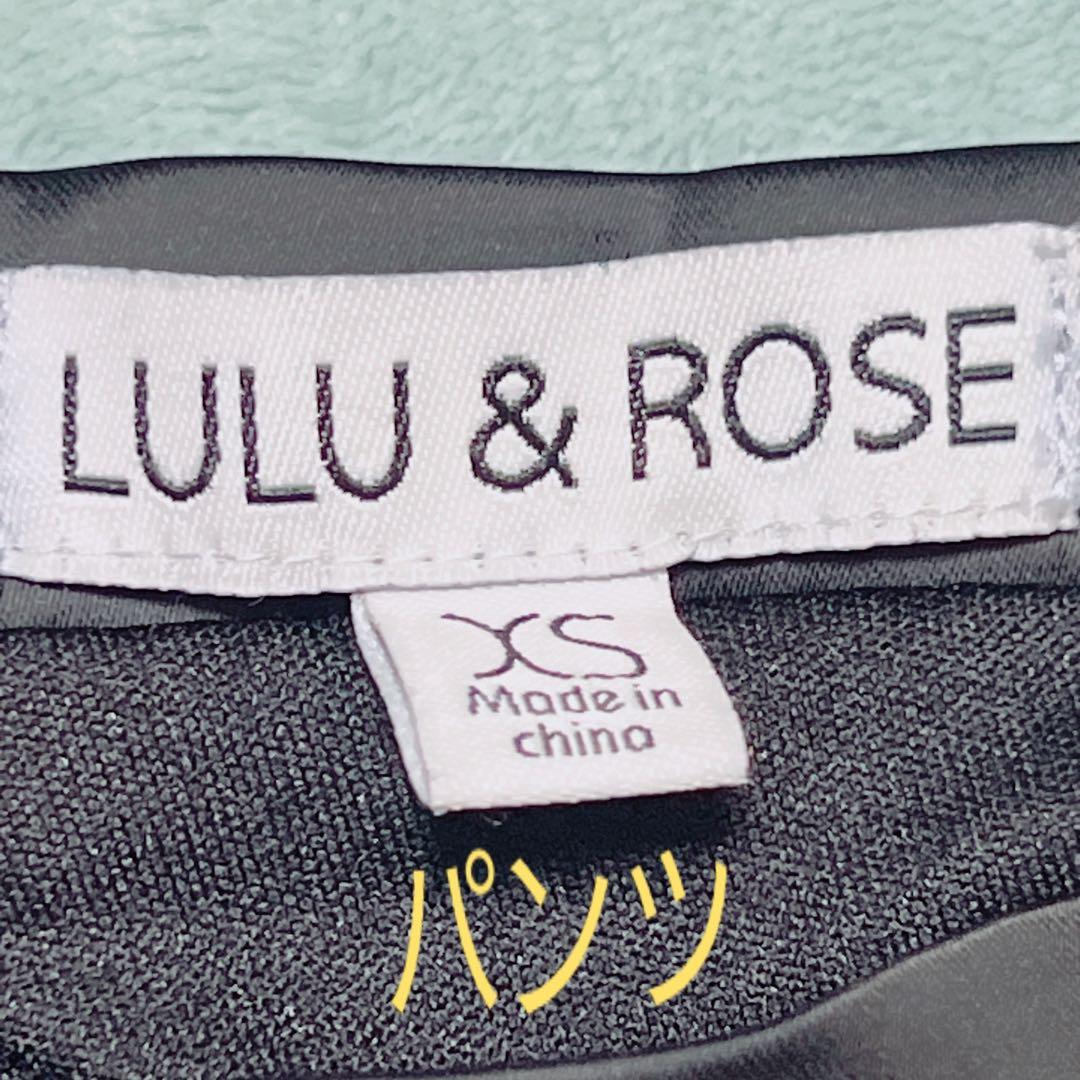 LULU & ROSE
XS
Made in
china
パンツ